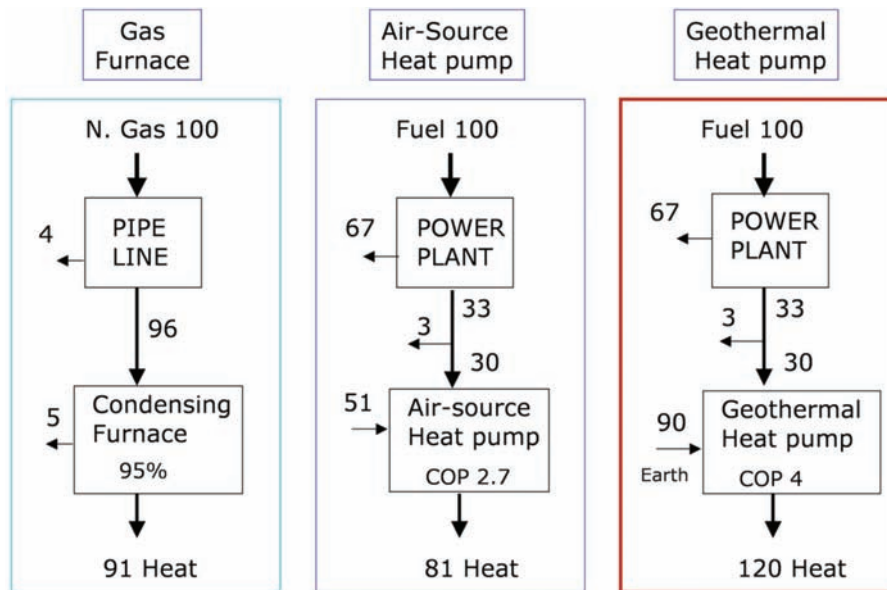 Gas
Furnace
N. Gas 100
4
PIPE
LINE
96
5
Condensing
Furnace
95%
91 Heat
Air-Source
Heat pump
Fuel 100
67
POWER
PLANT
33
3
30
51
Air-source
Heat pump
COP 2.7
81 Heat
Geothermal
Heat pump
Fuel 100
67
POWER
PLANT
33
3
30
90
Earth
Geothermal
Heat pump
COP 4
120 Heat